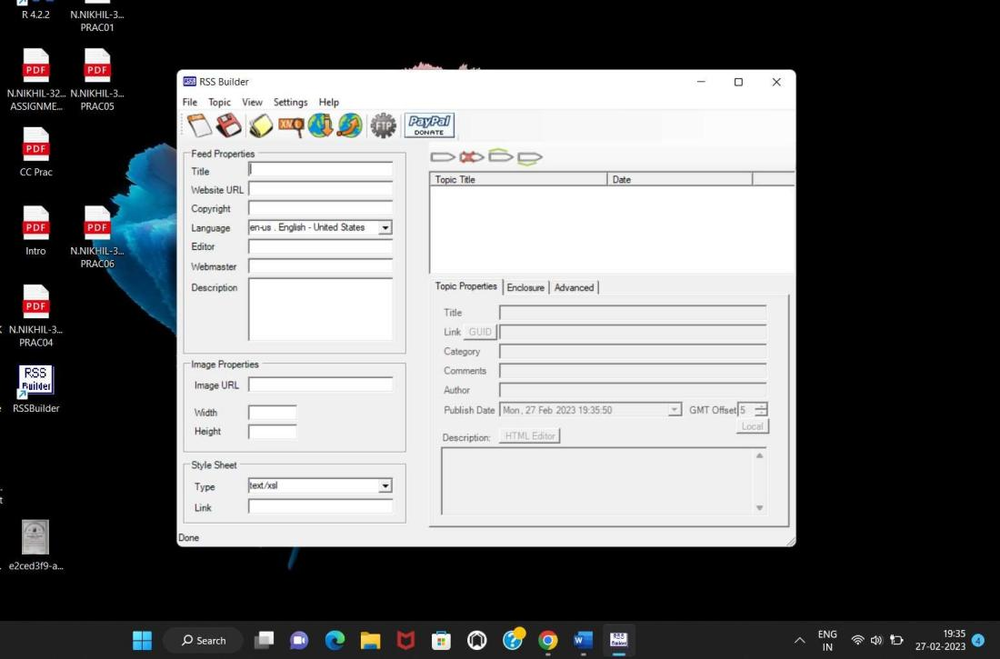 R 4.2.2
N.NIKHIL-3...
PRAC01
PDF
N.NIKHIL-32...
ASSIGNME...
PDF
N.NIKHIL-3...
PRAC05
PDF
CC Prac
PDF
Intro
PDF
N.NIKHIL-3...
PRAC06
PDF
N.NIKHIL-3...
PRAC04
RSS
Builder
RSSBuilder
e2ced3f9-a...
RSS RSS Builder
File Topic View Settings Help
XML
FTP
PayPal
DONATE
Feed Properties
Title
Website URL
Copyright
Language en-us . English - United States
Editor
Webmaster
Description
Image Properties
Image URL
Width
Height
Style Sheet
Type text/xsl
Link
Topic Title Date
Topic Properties Enclosure Advanced
Title
Link GUID
Category
Comments
Author
Publish Date Mon, 27 Feb 2023 19:35:50 GMT Offset 5
Local
Description: HTML Editor
Done
Search
RSS
Builder
ENG
IN
19:35
27-02-2023
4